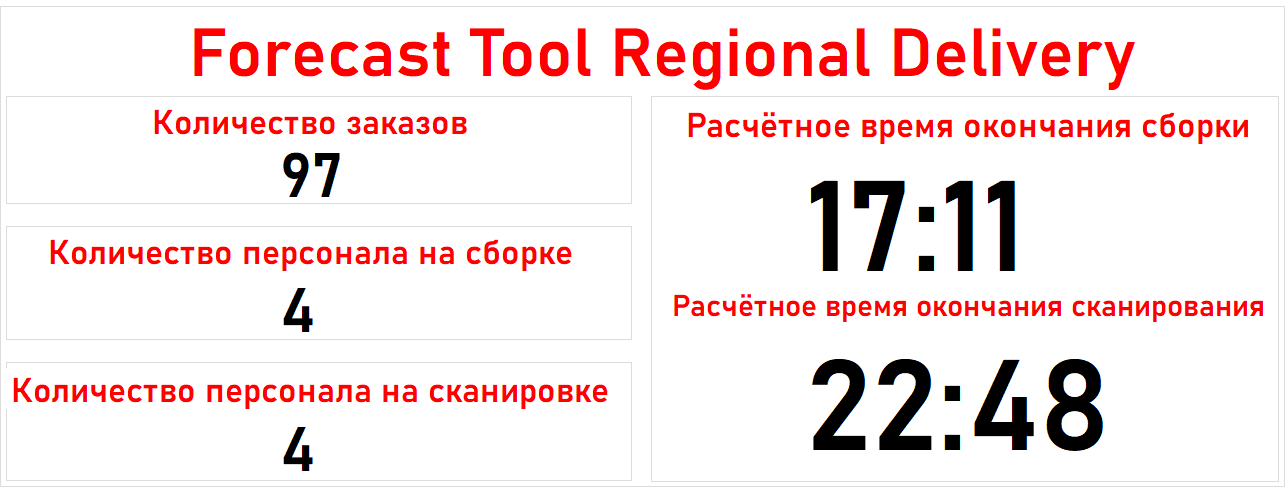 Forecast Tool Regional Delivery
Количество заказов
97
Количество персонала на сборке
4
Количество персонала на сканировке
4
Расчётное время окончания сборки
17:11
Расчётное время окончания сканирования
22:48